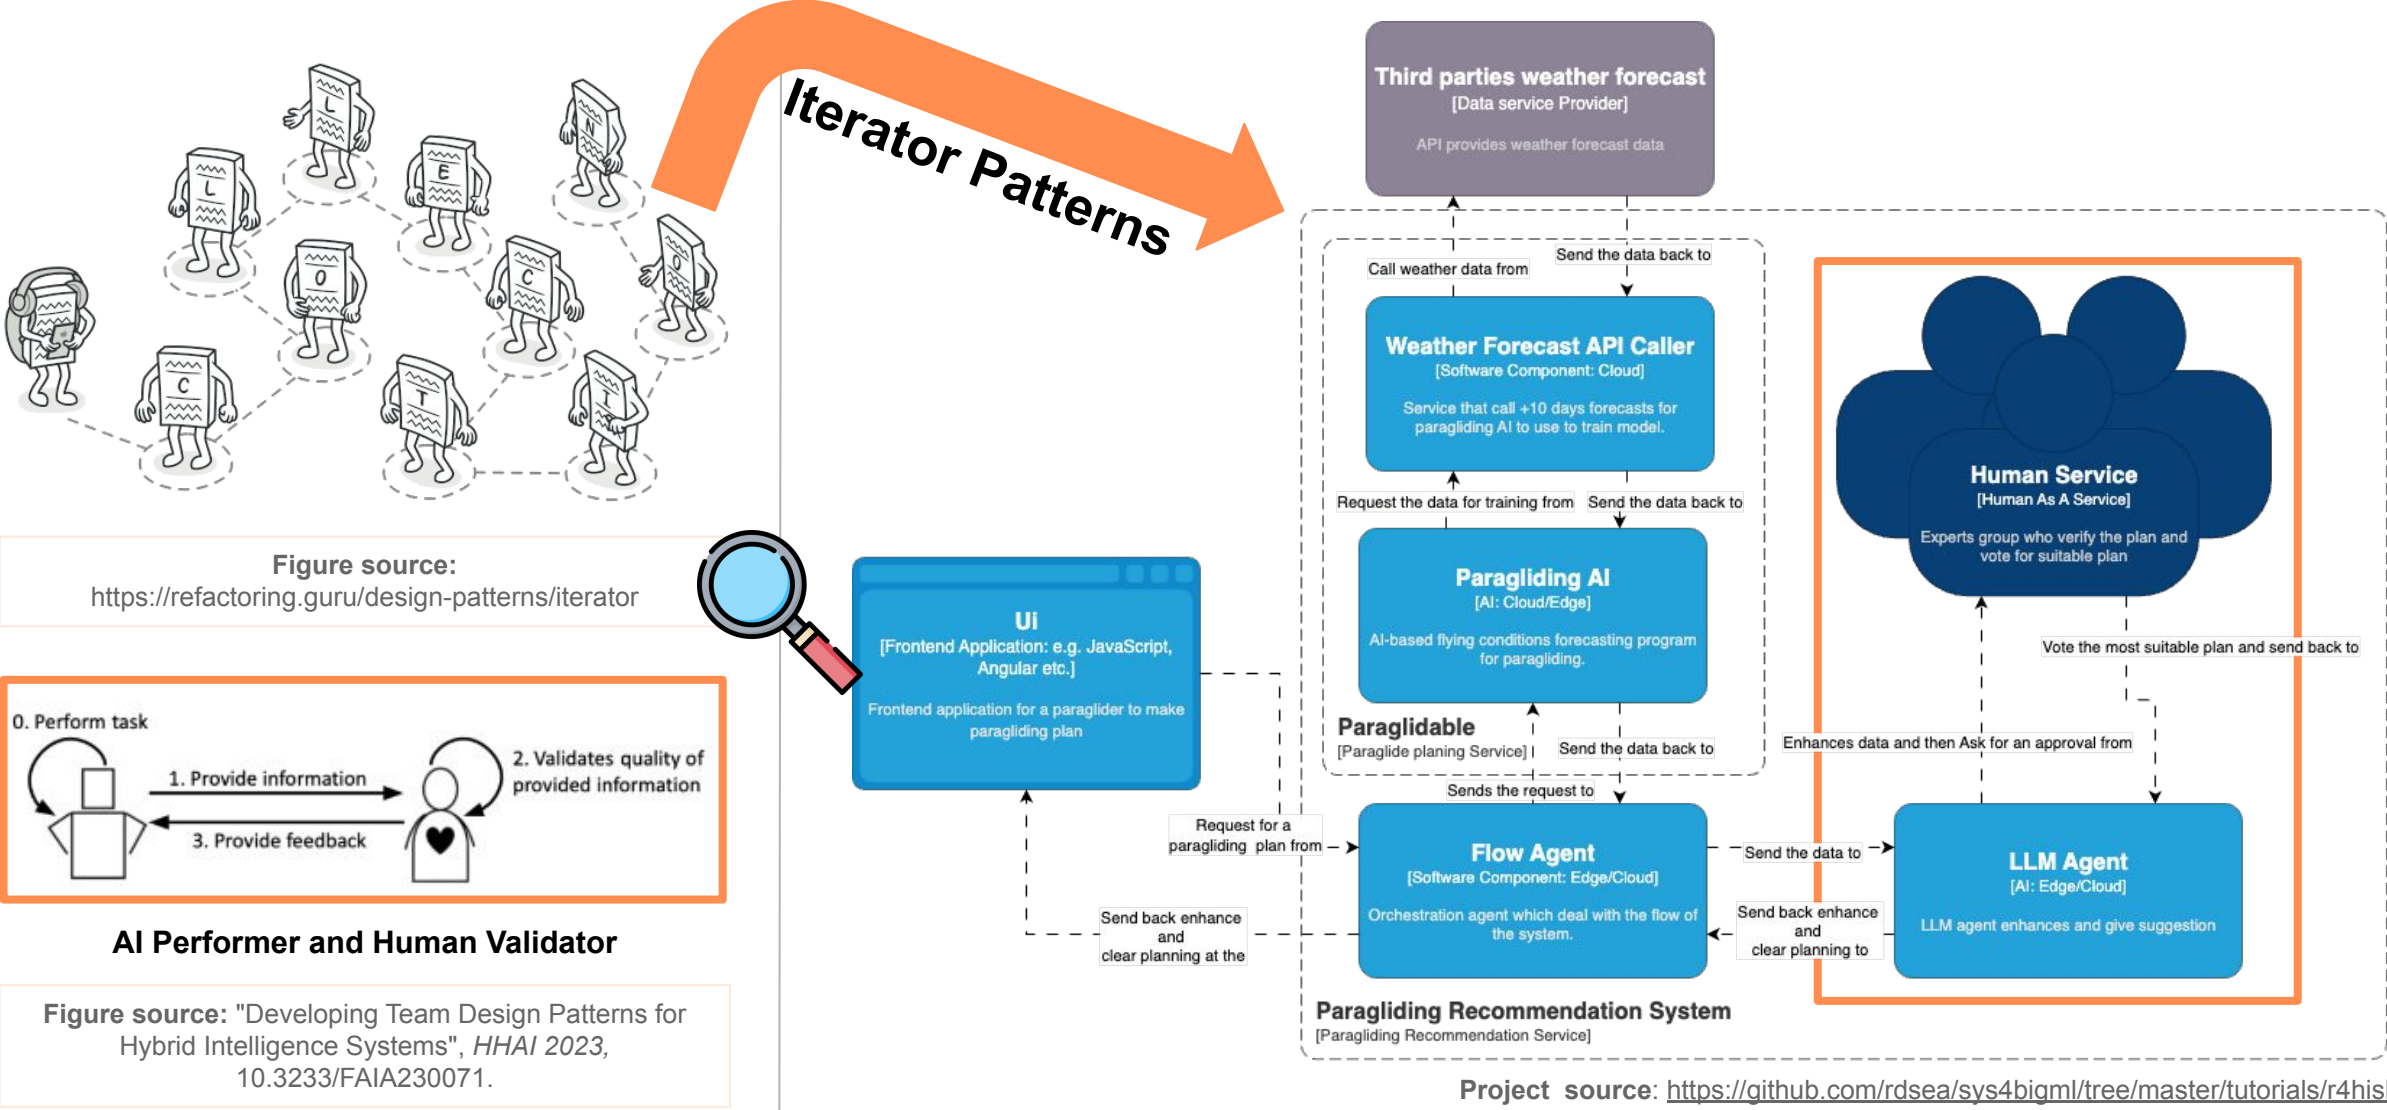 L
N
E
L
O
C
O
C
T
I
Figure source:
https://refactoring.guru/design-patterns/iterator
0. Perform task
1. Provide information
2. Validates quality of
provided information
3. Provide feedback
AI Performer and Human Validator
Figure source: "Developing Team Design Patterns for
Hybrid Intelligence Systems", HHAI 2023,
10.3233/FAIA230071.
Iterator Patterns
Third parties weather forecast
[Data service Provider]
API provides weather forecast data
Call weather data from
Send the data back to
Weather Forecast API Caller
[Software Component: Cloud]
Service that call +10 days forecasts for
paragliding AI to use to train model.
Request the data for training from
Send the data back to
Paragliding AI
[AI: Cloud/Edge]
AI-based flying conditions forecasting program
for paragliding.
Paraglidable
[Paraglide planing Service]
Send the data back to
Sends the request to
Ui
[Frontend Application: e.g. JavaScript,
Angular etc.]
Frontend application for a paraglider to make
paragliding plan
Request for a
paragliding plan from
Send back enhance
and
clear planning at the
Flow Agent
[Software Component: Edge/Cloud]
Orchestration agent which deal with the flow of
the system.
Send the data to
Send back enhance
and
clear planning to
Human Service
[Human As A Service]
Experts group who verify the plan and
vote for suitable plan
Vote the most suitable plan and send back to
Enhances data and then Ask for an approval from
LLM Agent
[AI: Edge/Cloud]
LLM agent enhances and give suggestion
Paragliding Recommendation System
[Paragliding Recommendation Service]
Project source: https://github.com/rdsea/sys4bigml/tree/master/tutorials/r4his